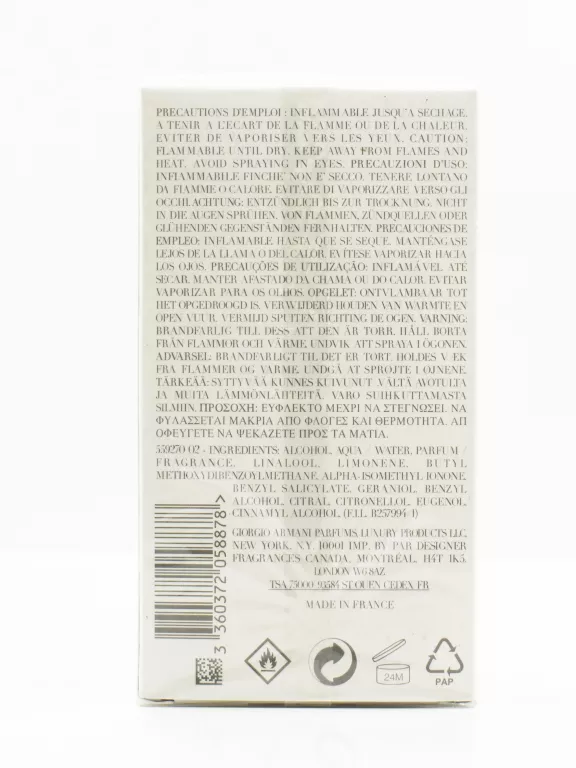 PRECAUTIONS D'EMPLOI : INFLAMMABLE JUSQU'A SECHAGE.
A TENIR A L'ECART DE LA FLAMME OU DE LA CHALEUR.
EVITER DE VAPORISER VERS LES YEUX. CAUTION:
FLAMMABLE UNTIL DRY. KEEP AWAY FROM FLAMES AND
HEAT. AVOID SPRAYING IN EYES. PRECAUZIONI D'USO:
INFIAMMABILE FINCHE' NON E' SECCO. TENERE LONTANO
DA FIAMME O CALORE. EVITARE DI VAPORIZZARE VERSO GLI
OCCHI. ACHTUNG: ENTZÜNDLICH BIS ZUR TROCKNUNG. NICHT
IN DIE AUGEN SPRÜHEN. VON FLAMMEN, ZÜNDQUELLEN ODER
GLÜHENDEN GEGENSTÄNDEN FERNHALTEN. PRECAUCIONES DE
EMPLEO: INFLAMABLE HASTA QUE SE SEQUE. MANTÉNGASE
LEJOS DE LA LLAMA O DEL CALOR. EVÍTESE VAPORIZAR HACIA
LOS OJOS. PRECAUÇÕES DE UTILIZAÇÃO: INFLAMÁVEL ATÉ
SECAR. MANTER AFASTADO DA CHAMA OU DO CALOR. EVITAR
VAPORIZAR PARA OS OLHOS. OPGELET: ONTVLAMBAAR TOT
HET OPGEDROOGD IS. VERWIJDERD HOUDEN VAN WARMTE EN
OPEN VUUR. VERMIJD SPUITEN RICHTING DE OGEN. VARNING:
BRANDFARLIG TILL DESS ATT DEN ÄR TORR. HÅLL BORTA
FRÅN FLAMMOR OCH VÄRME. UNDVIK ATT SPRAYA I ÖGONEN.
ADVARSEL: BRANDFARLIGT TIL DET ER TØRT. HOLDES VÆK
FRA FLAMMER OG VARME. UNDGÅ AT SPRØJTE I ØJNENE.
TÄRKEÄÄ: SYTTYVÄÄ KUNNES KUIVUNUT. VÄLTÄ AVOTULTA
JA MUITA LÄMMÖNLÄHTEITÄ. VARO SUIHKUTTAMASTA
SILMIIN. ΠΡΟΣΟΧΗ: ΕΥΦΛΕΚΤΟ ΜΕΧΡΙ ΝΑ ΣΤΕΓΝΩΣΕΙ. ΝΑ
ΦΥΛΑΣΣΕΤΑΙ ΜΑΚΡΙΑ ΑΠΟ ΦΛΟΓΕΣ ΚΑΙ ΘΕΡΜΟΤΗΤΑ. ΑΠ
ΟΦΕΥΓΕΤΕ ΝΑ ΨΕΚΑΖΕΤΕ ΠΡΟΣ ΤΑ ΜΑΤΙΑ.
559270 02 - INGREDIENTS: ALCOHOL, AQUA / WATER, PARFUM /
FRAGRANCE, LINALOOL, LIMONENE, BUTYL
METHOXYDIBENZOYLMETHANE, ALPHA-ISOMETHYL IONONE,
BENZYL SALICYLATE, GERANIOL, BENZYL
ALCOHOL, CITRAL, CITRONELLOL, EUGENOL,
CINNAMYL ALCOHOL (F.I.L. B257994/1)
GIORGIO ARMANI PARFUMS, LUXURY PRODUCTS LLC,
NEW YORK, N.Y. 10001 IMP. BY PAR DESIGNER
FRAGRANCES CANADA, MONTRÉAL, H4T 1K5.
LONDON W6 8AZ
TSA 75000 93584 ST OUEN CEDEX FR
MADE IN FRANCE
3 360372 058878 >
24M
PAP